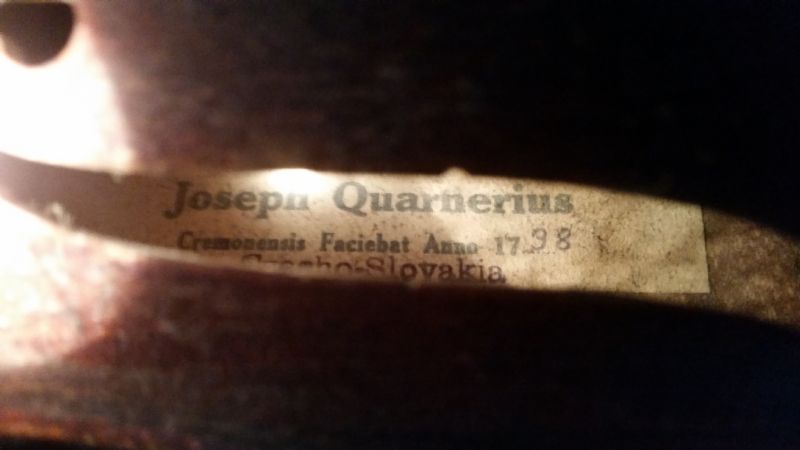 Joseph Quarnerius
Cremonensis Faciebat Anno 1738
Czecho-Slovakia